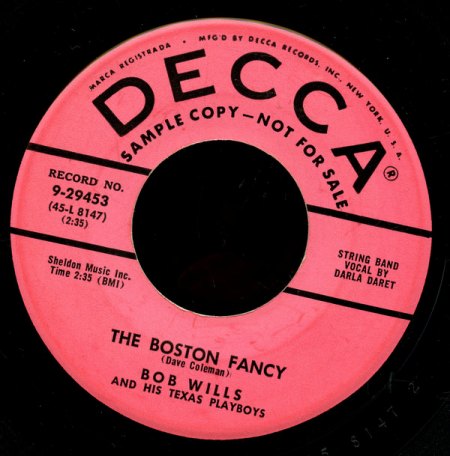 MARCA REGISTRADA • MF'G BY DECCA RECORDS, INC., NEW YORK, U. S. A.
DECCA®
SAMPLE COPY — NOT FOR SALE
RECORD NO.
9-29453
(45-L 8147)
(2:35)
STRING BAND
VOCAL BY
DARLA DARET
Sheldon Music Inc.
Time 2:35 (BMI)
THE BOSTON FANCY
(Dave Coleman)
BOB WILLS
AND HIS TEXAS PLAYBOYS